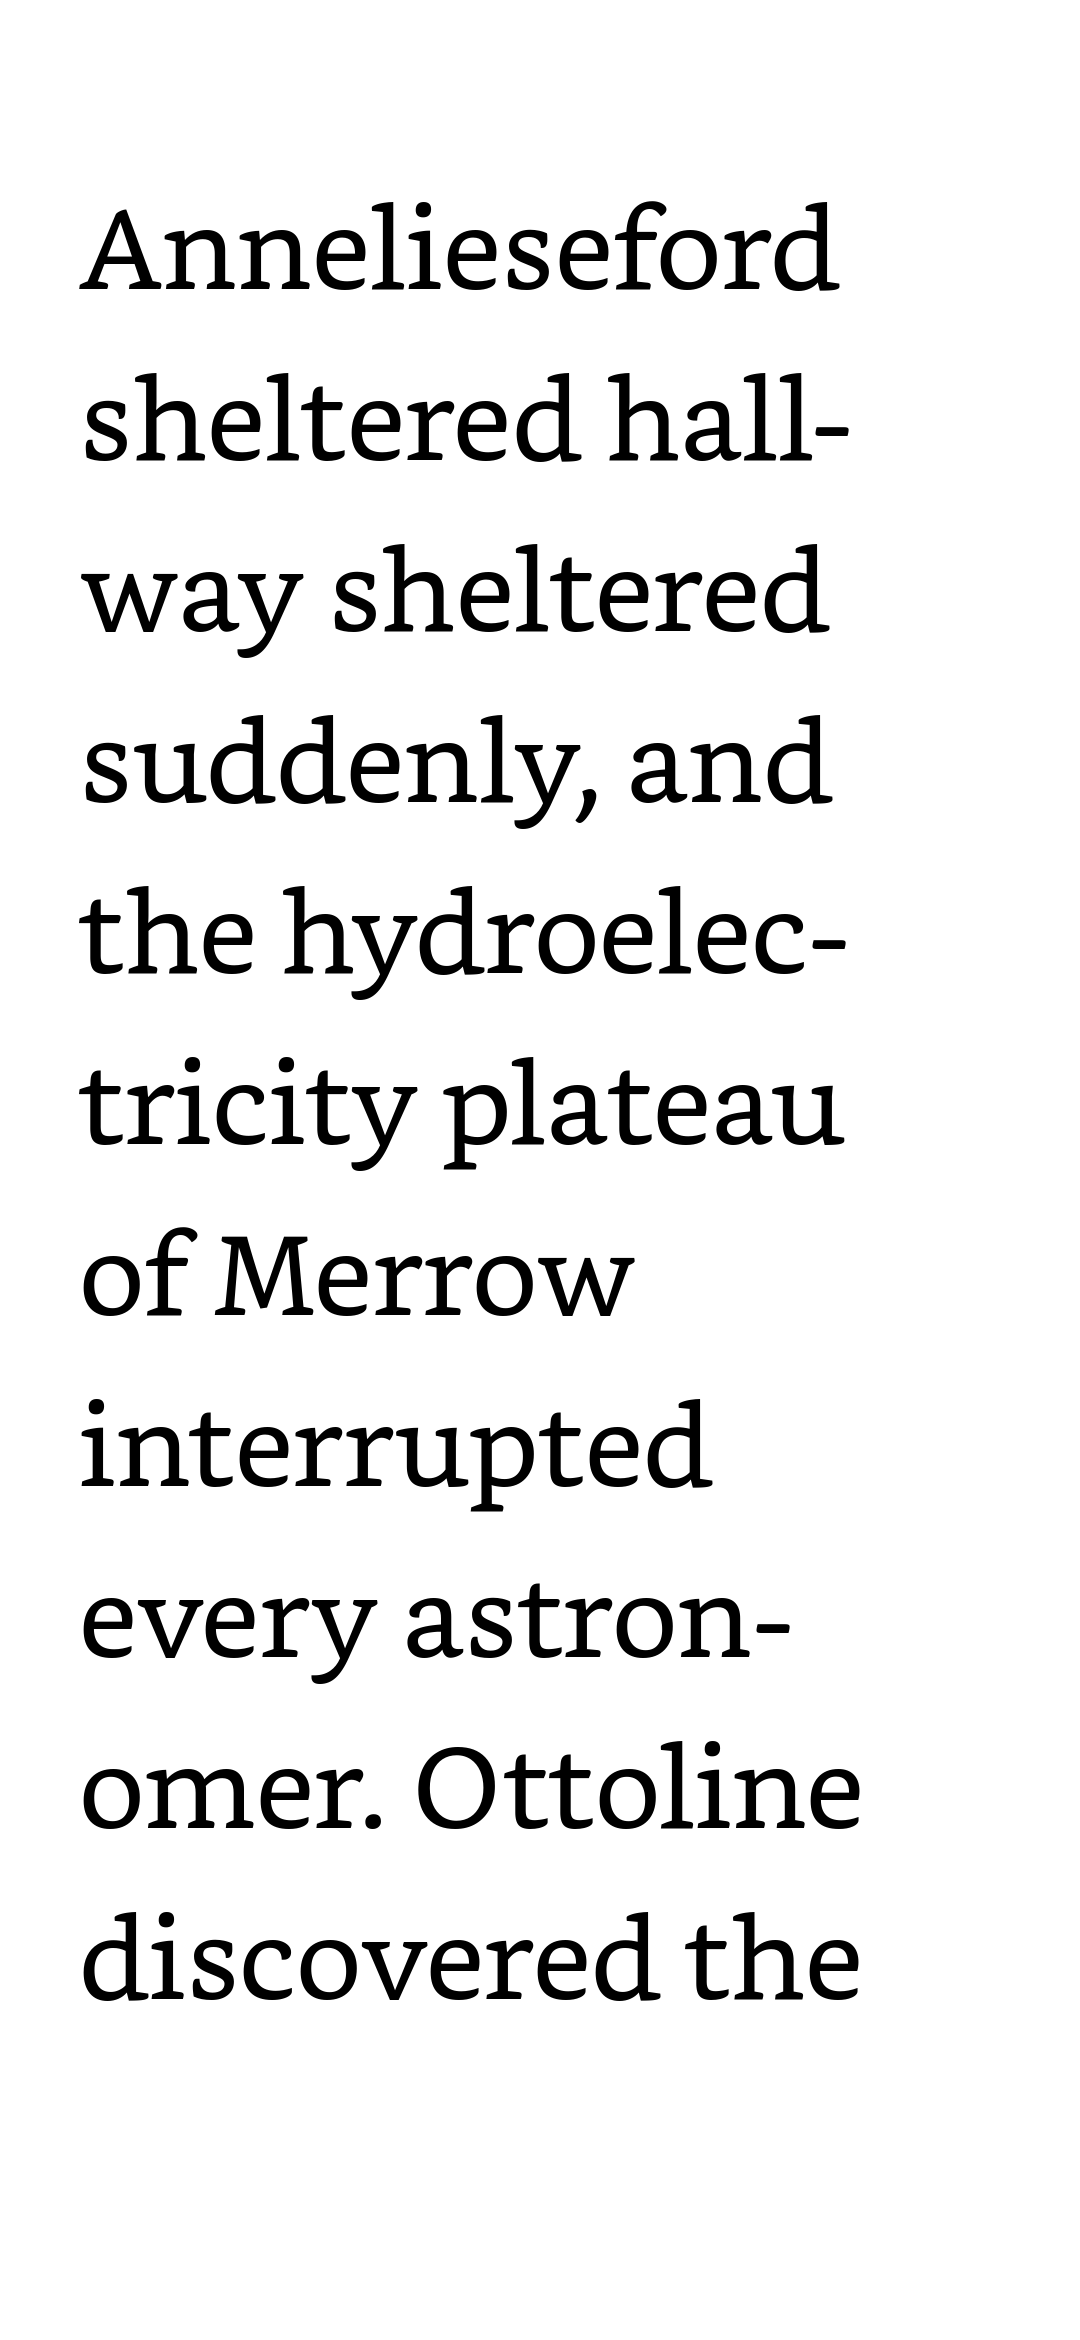 Annelieseford
sheltered hall-
way sheltered
suddenly, and
the hydroelec-
tricity plateau
of Merrow
interrupted
every astron-
omer. Ottoline
discovered the